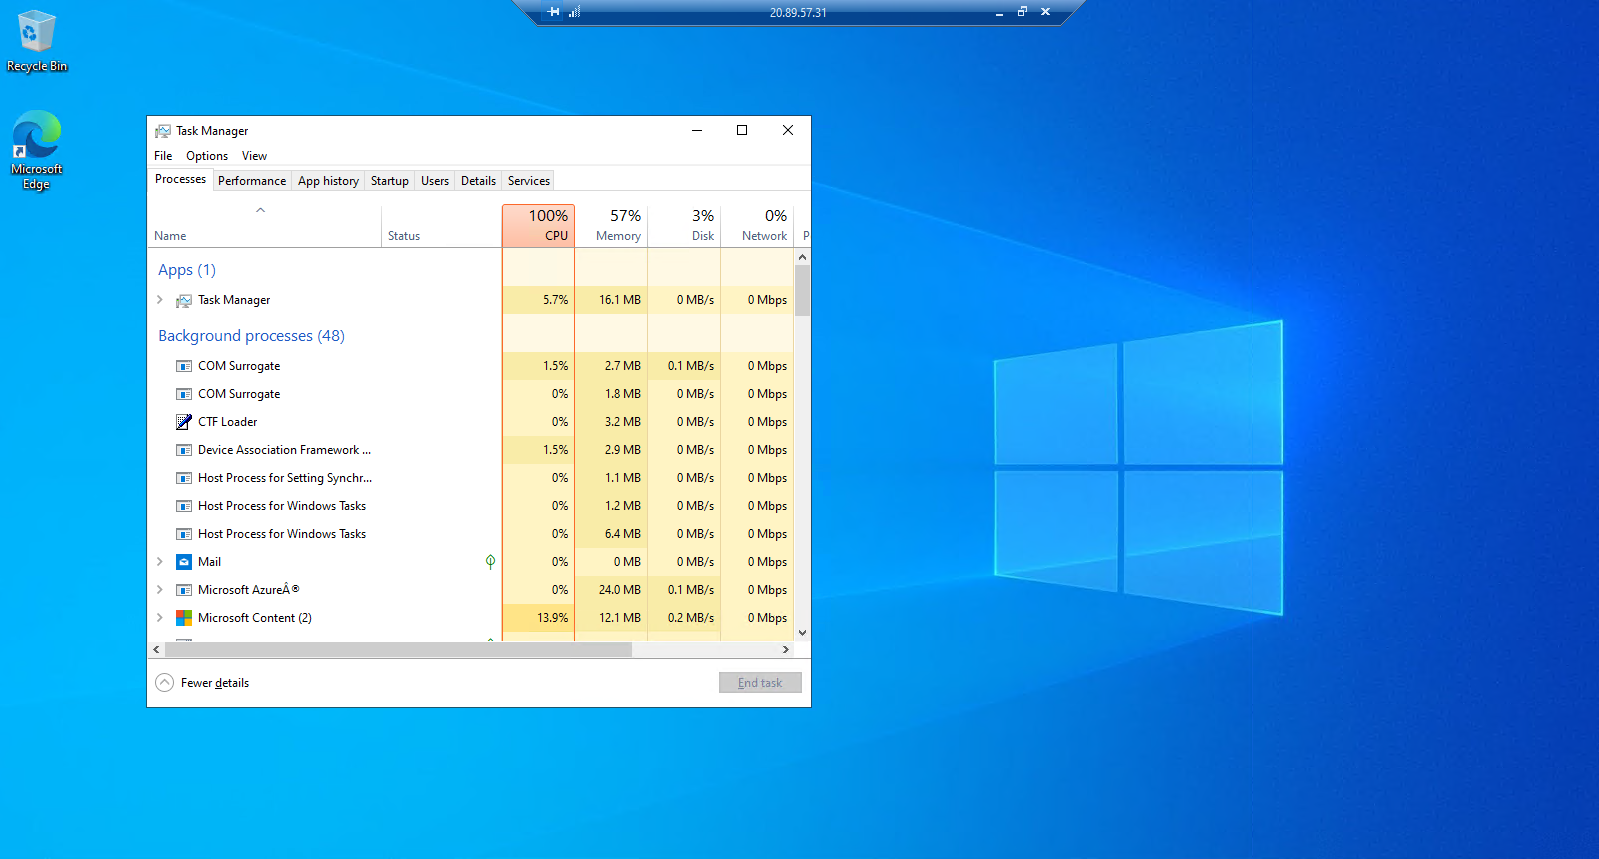 20.89.57.31
Recycle Bin
Microsoft
Edge
Task Manager
File Options View
Processes Performance App history Startup Users Details Services
100% 57% 3% 0%
Name Status CPU Memory Disk Network P
Apps (1)
Task Manager 5.7% 16.1 MB 0 MB/s 0 Mbps
Background processes (48)
COM Surrogate 1.5% 2.7 MB 0.1 MB/s 0 Mbps
COM Surrogate 0% 1.8 MB 0 MB/s 0 Mbps
CTF Loader 0% 3.2 MB 0 MB/s 0 Mbps
Device Association Framework ... 1.5% 2.9 MB 0 MB/s 0 Mbps
Host Process for Setting Synchr... 0% 1.1 MB 0 MB/s 0 Mbps
Host Process for Windows Tasks 0% 1.2 MB 0 MB/s 0 Mbps
Host Process for Windows Tasks 0% 6.4 MB 0 MB/s 0 Mbps
Mail 0% 0 MB 0 MB/s 0 Mbps
Microsoft AzureÂ® 0% 24.0 MB 0.1 MB/s 0 Mbps
Microsoft Content (2) 13.9% 12.1 MB 0.2 MB/s 0 Mbps
Fewer details
End task